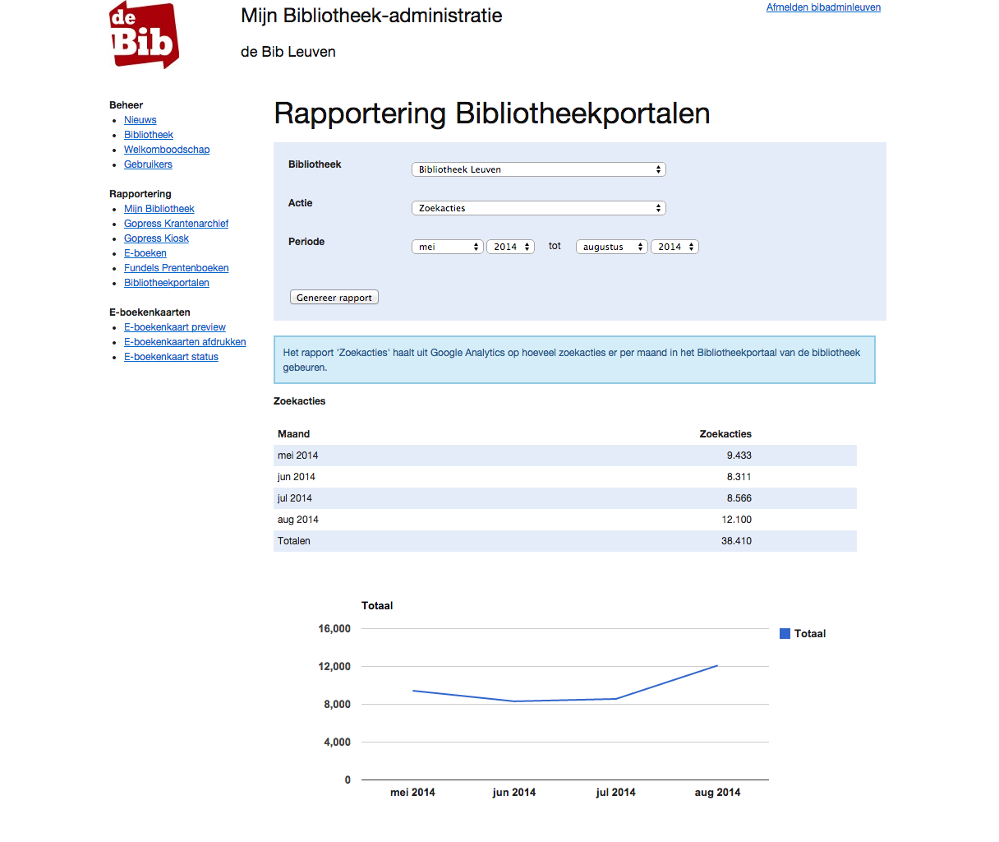 de
Bib
Mijn Bibliotheek-administratie
Afmelden bibadminleuven
de Bib Leuven
Beheer
Nieuws
Bibliotheek
Welkomboodschap
Gebruikers
Rapportering
Mijn Bibliotheek
Gopress Krantenarchief
Gopress Kiosk
E-boeken
Fundels Prentenboeken
Bibliotheekportalen
E-boekenkaarten
E-boekenkaart preview
E-boekenkaarten afdrukken
E-boekenkaart status
Rapportering Bibliotheekportalen
Bibliotheek Bibliotheek Leuven
Actie Zoekacties
Periode mei 2014 tot augustus 2014
Genereer rapport
Het rapport 'Zoekacties' haalt uit Google Analytics op hoeveel zoekacties er per maand in het Bibliotheekportaal van de bibliotheek
gebeuren.
Zoekacties
Maand Zoekacties
mei 2014 9.433
jun 2014 8.311
jul 2014 8.566
aug 2014 12.100
Totalen 38.410
Totaal
16,000
12,000
8,000
4,000
0
mei 2014 jun 2014 jul 2014 aug 2014
Totaal